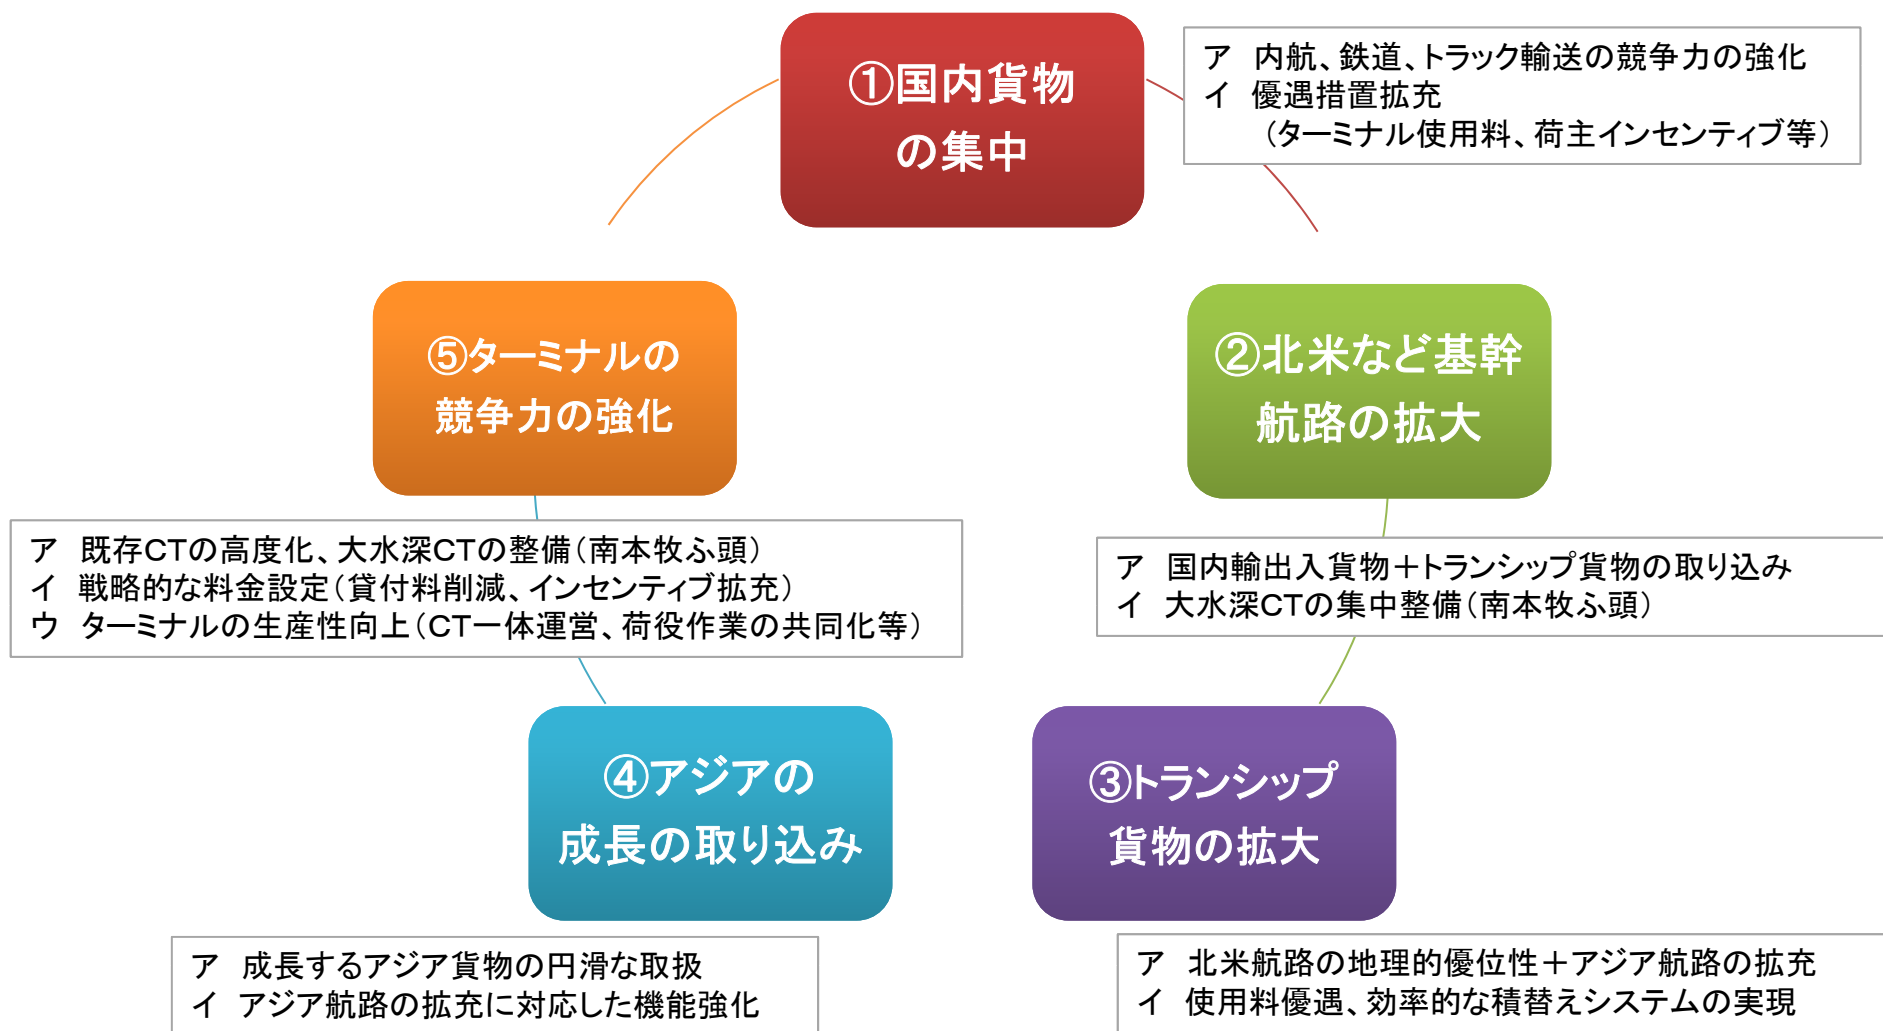 ①国内貨物
の集中
ア　内航、鉄道、トラック輸送の競争力の強化
イ　優遇措置拡充
（ターミナル使用料、荷主インセンティブ等）
②北米など基幹
航路の拡大
ア　国内輸出入貨物＋トランシップ貨物の取り込み
イ　大水深CTの集中整備（南本牧ふ頭）
③トランシップ
貨物の拡大
ア　北米航路の地理的優位性＋アジア航路の拡充
イ　使用料優遇、効率的な積替えシステムの実現
④アジアの
成長の取り込み
ア　成長するアジア貨物の円滑な取扱
イ　アジア航路の拡充に対応した機能強化
⑤ターミナルの
競争力の強化
ア　既存CTの高度化、大水深CTの整備（南本牧ふ頭）
イ　戦略的な料金設定（貸付料削減、インセンティブ拡充）
ウ　ターミナルの生産性向上（CT一体運営、荷役作業の共同化等）